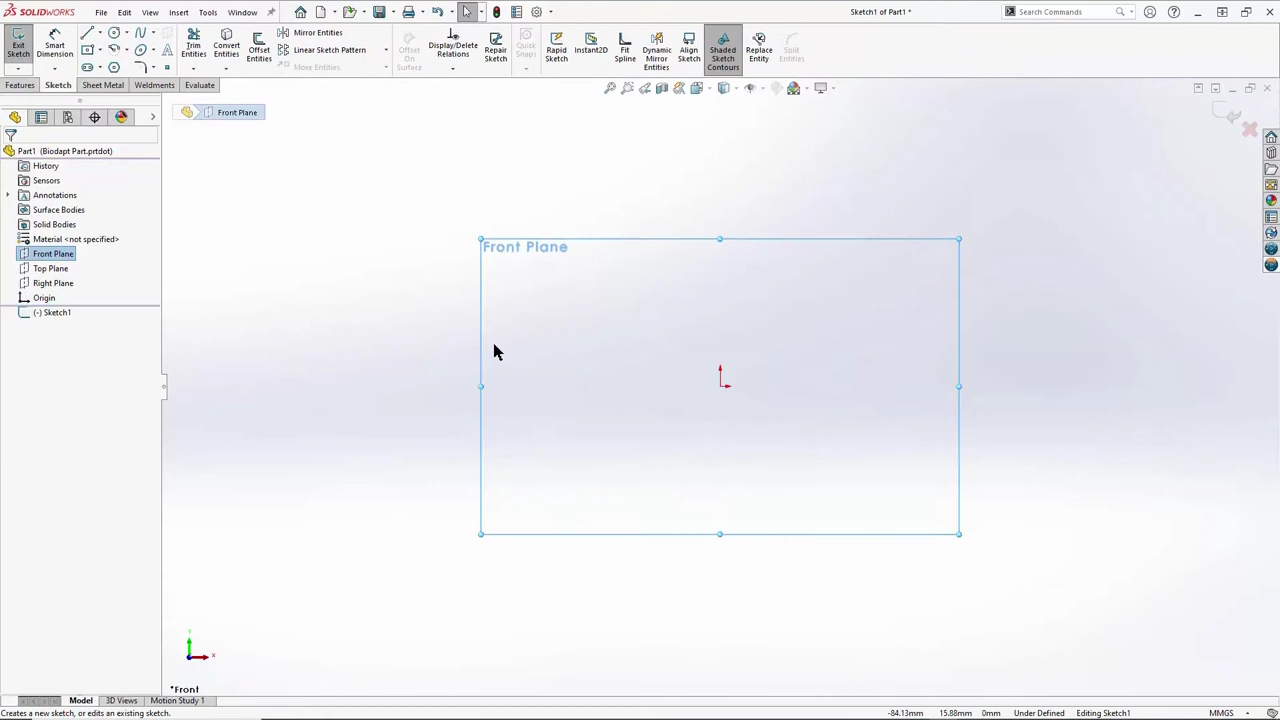 SOLIDWORKS File Edit View Insert Tools Window Sketch1 of Part1 * Search Commands
Exit Sketch
Smart Dimension
Trim Entities
Convert Entities
Offset Entities
Mirror Entities
Linear Sketch Pattern
Move Entities
Offset On Surface
Display/Delete Relations
Repair Sketch
Quick Snaps
Rapid Sketch
Instant2D
Fit Spline
Dynamic Mirror Entities
Align Sketch
Shaded Sketch Contours
Replace Entity
Split Entities
Features Sketch Sheet Metal Weldments Evaluate
Front Plane
Part1 (Biodapt Part.prtdot)
History
Sensors
Annotations
Surface Bodies
Solid Bodies
Material <not specified>
Front Plane
Top Plane
Right Plane
Origin
(-) Sketch1
Front Plane
Y
X
*Front
Model 3D Views Motion Study 1
Creates a new sketch, or edits an existing sketch. -84.13mm 15.88mm 0mm Under Defined Editing Sketch1 MMGS